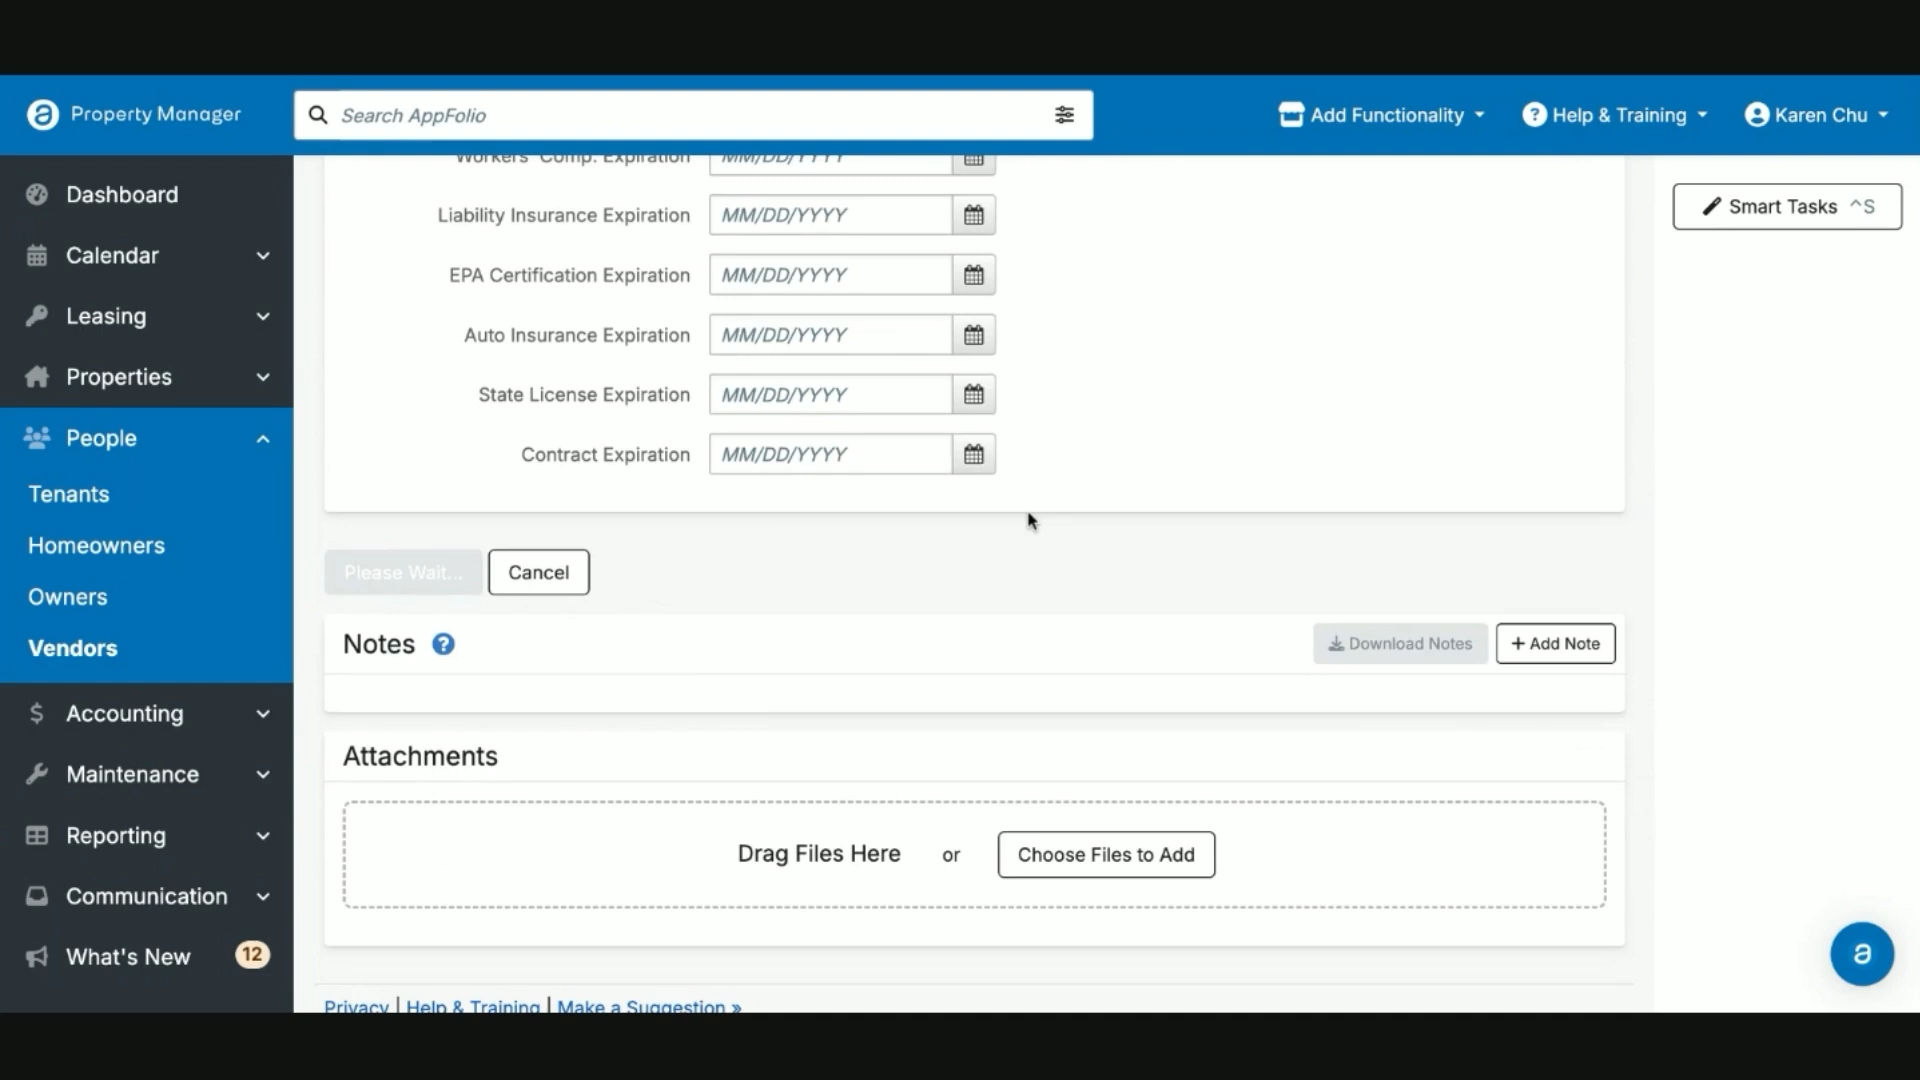 Property Manager
Search AppFolio
Add Functionality
Help & Training
Karen Chu
Dashboard
Calendar
Leasing
Properties
People
Tenants
Homeowners
Owners
Vendors
Accounting
Maintenance
Reporting
Communication
What's New 12
Workers' Comp. Expiration MM/DD/YYYY
Liability Insurance Expiration MM/DD/YYYY
EPA Certification Expiration MM/DD/YYYY
Auto Insurance Expiration MM/DD/YYYY
State License Expiration MM/DD/YYYY
Contract Expiration MM/DD/YYYY
Please Wait... Cancel
Notes ? Download Notes + Add Note
Attachments
Drag Files Here or Choose Files to Add
Privacy | Help & Training | Make a Suggestion »
Smart Tasks ^S
a